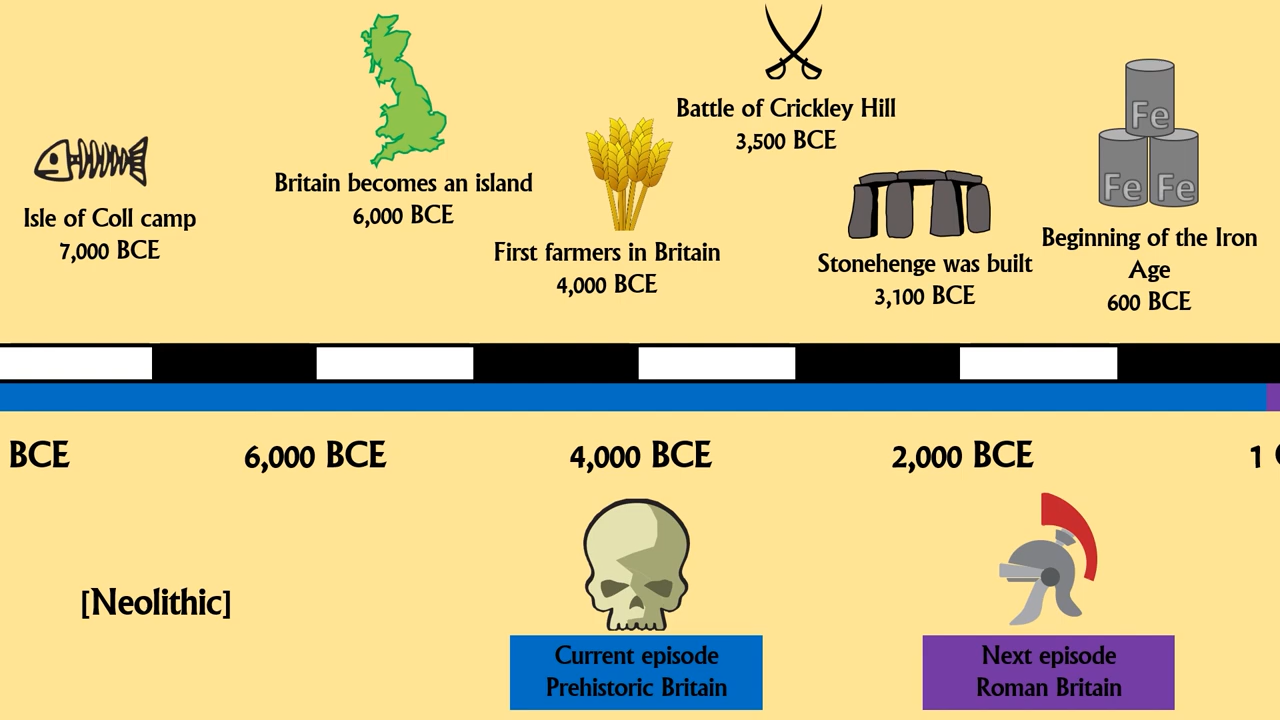 Battle of Crickley Hill
3,500 BCE
Fe
Fe Fe
Britain becomes an island
6,000 BCE
Isle of Coll camp
7,000 BCE
First farmers in Britain
4,000 BCE
Stonehenge was built
3,100 BCE
Beginning of the Iron
Age
600 BCE
BCE
6,000 BCE
4,000 BCE
2,000 BCE
1
[Neolithic]
Current episode
Prehistoric Britain
Next episode
Roman Britain